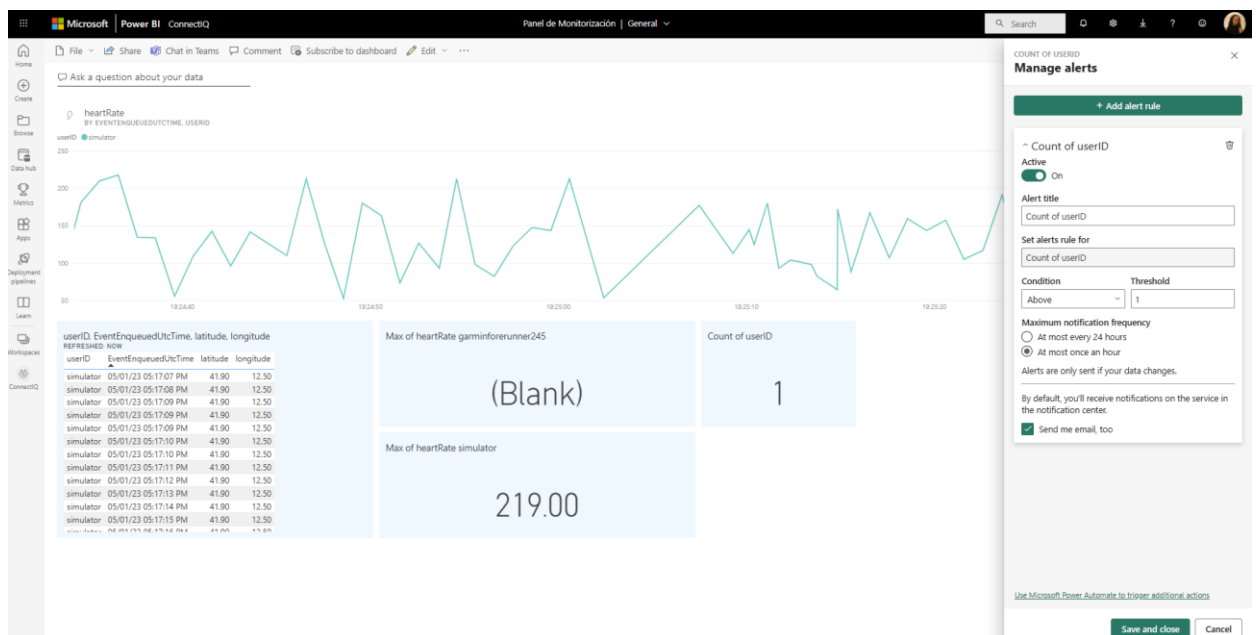 Microsoft Power BI ConnectIQ
Panel de Monitorización | General
Search
Home
Create
Browse
Data hub
Metrics
Apps
Deployment pipelines
Learn
Workspaces
ConnectIQ
File Share Chat in Teams Comment Subscribe to dashboard Edit ...
Ask a question about your data
heartRate
BY EVENTENQUEUEDUTCTIME, USERID
userID simulator
250
200
150
100
50
19:24:40 19:24:50 19:25:00 19:25:10 19:25:20
userID, EventEnqueuedUtcTime, latitude, longitude
REFRESHED: NOW
userID EventEnqueuedUtcTime latitude longitude
simulator 05/01/23 05:17:07 PM 41.90 12.50
simulator 05/01/23 05:17:08 PM 41.90 12.50
simulator 05/01/23 05:17:09 PM 41.90 12.50
simulator 05/01/23 05:17:09 PM 41.90 12.50
simulator 05/01/23 05:17:09 PM 41.90 12.50
simulator 05/01/23 05:17:10 PM 41.90 12.50
simulator 05/01/23 05:17:10 PM 41.90 12.50
simulator 05/01/23 05:17:11 PM 41.90 12.50
simulator 05/01/23 05:17:12 PM 41.90 12.50
simulator 05/01/23 05:17:13 PM 41.90 12.50
simulator 05/01/23 05:17:14 PM 41.90 12.50
simulator 05/01/23 05:17:15 PM 41.90 12.50
Max of heartRate garminforerunner245
(Blank)
Count of userID
1
Max of heartRate simulator
219.00
COUNT OF USERID
Manage alerts
+ Add alert rule
Count of userID
Active
On
Alert title
Count of userID
Set alerts rule for
Count of userID
Condition Threshold
Above 1
Maximum notification frequency
At most every 24 hours
At most once an hour
Alerts are only sent if your data changes.
By default, you'll receive notifications on the service in
the notification center.
Send me email, too
Use Microsoft Power Automate to trigger additional actions
Save and close Cancel